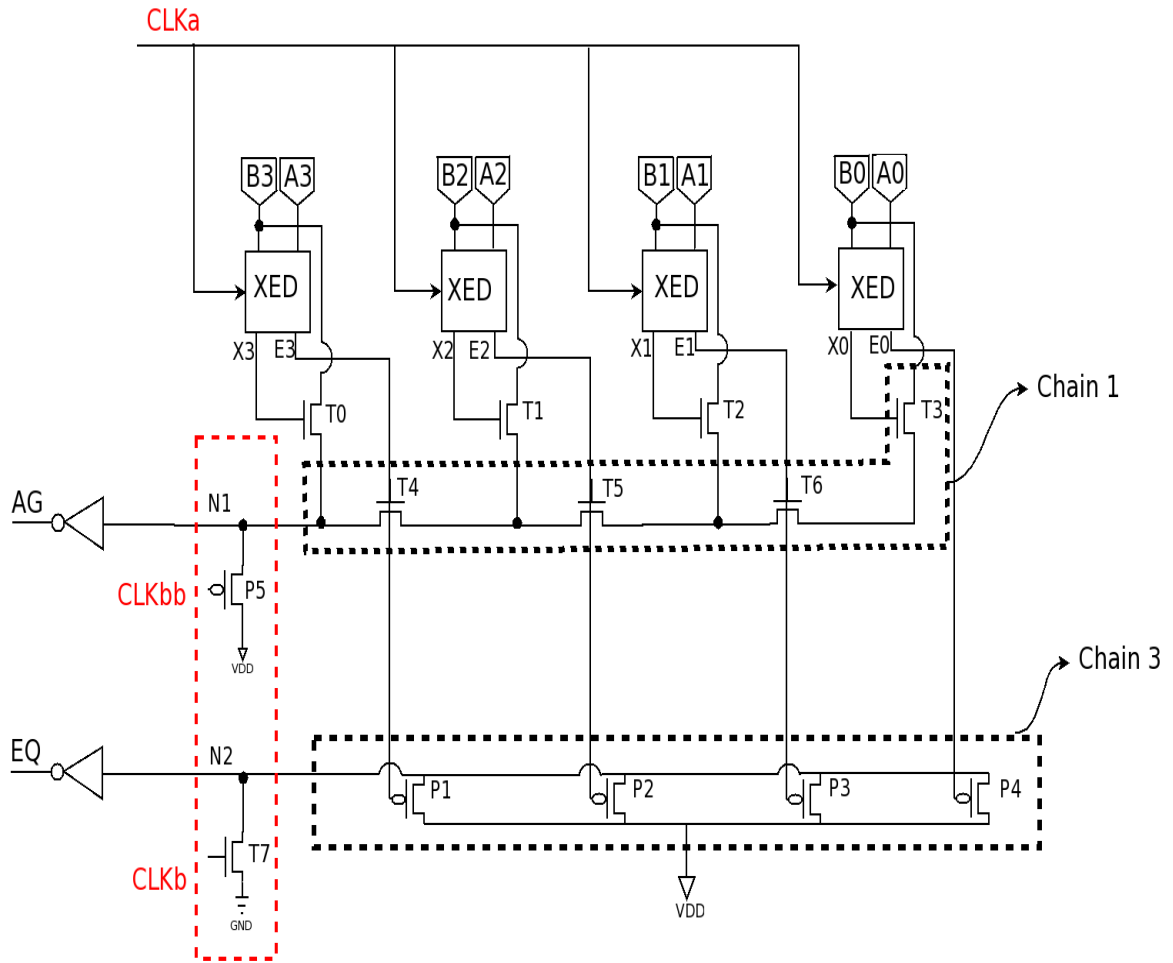 CLKa
B3 A3 B2 A2 B1 A1 B0 A0
XED XED XED XED
X3 E3 X2 E2 X1 E1 X0 E0
T0 T1 T2 T3
Chain 1
AG N1 T4 T5 T6
CLKbb P5
VDD
Chain 3
EQ N2
P1 P2 P3 P4
CLKb T7
GND
VDD